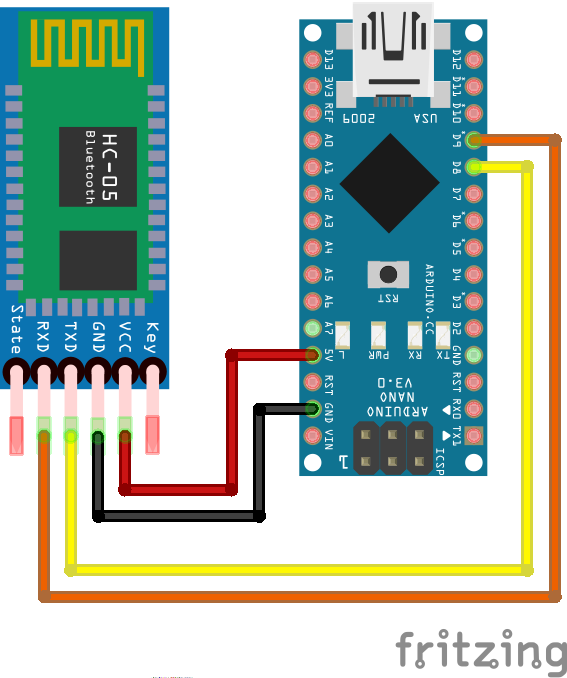 HC-05
Bluetooth
State
RXD
TXD
GND
VCC
Key
D13
3V3
REF
A0
A1
A2
A3
A4
A5
A6
A7
5V
RST
GND
VIN
D12
D11
D10
D9
D8
D7
D6
D5
D4
D3
D2
GND
RST
RX0
TX1
2009
USA
RST
ARDUINO.CC
L
PWR
RX
TX
ARDUINO
NANO
V3.0
ICSP
1
fritzing